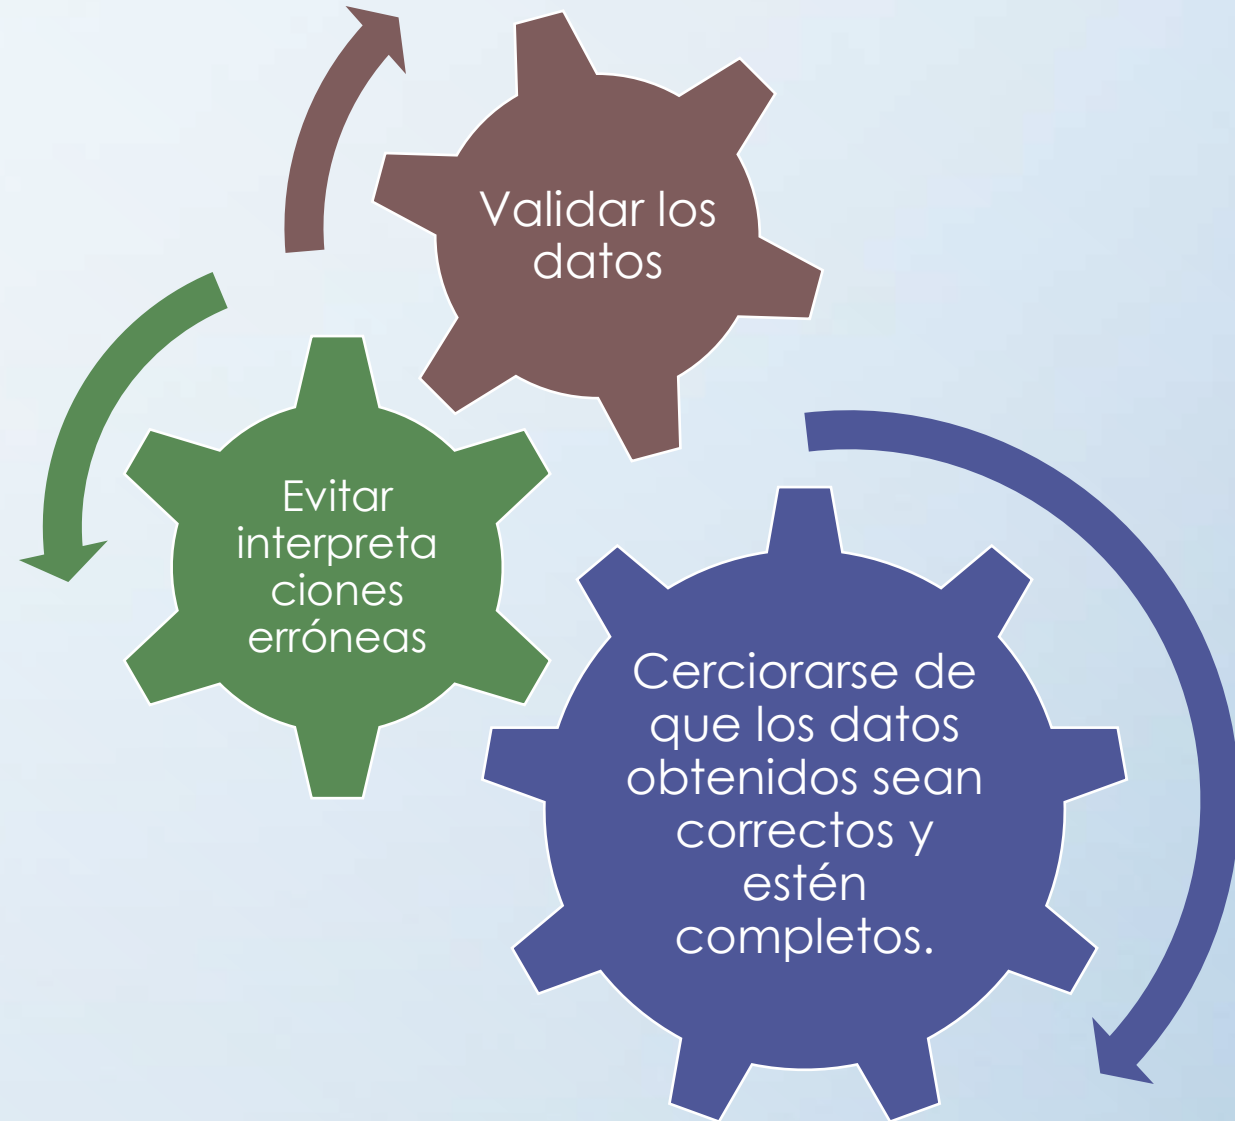 Validar los
datos
Evitar
interpreta
ciones
erróneas
Cerciorarse de
que los datos
obtenidos sean
correctos y
estén
completos.